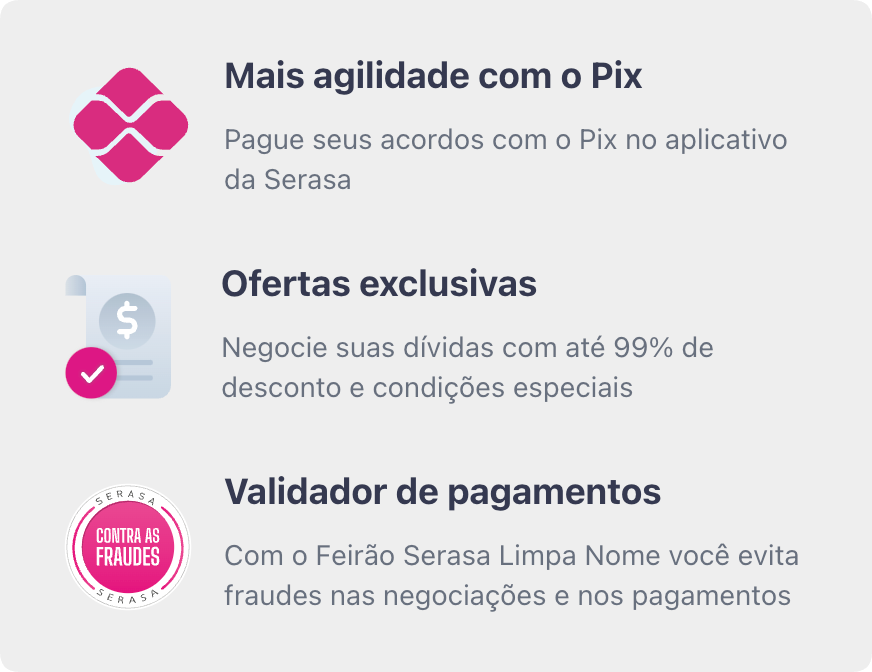 Mais agilidade com o Pix
Pague seus acordos com o Pix no aplicativo
da Serasa
Ofertas exclusivas
$
Negocie suas dívidas com até 99% de
desconto e condições especiais
Validador de pagamentos
SERASA
CONTRA AS
FRAUDES
SERASA
Com o Feirão Serasa Limpa Nome você evita
fraudes nas negociações e nos pagamentos